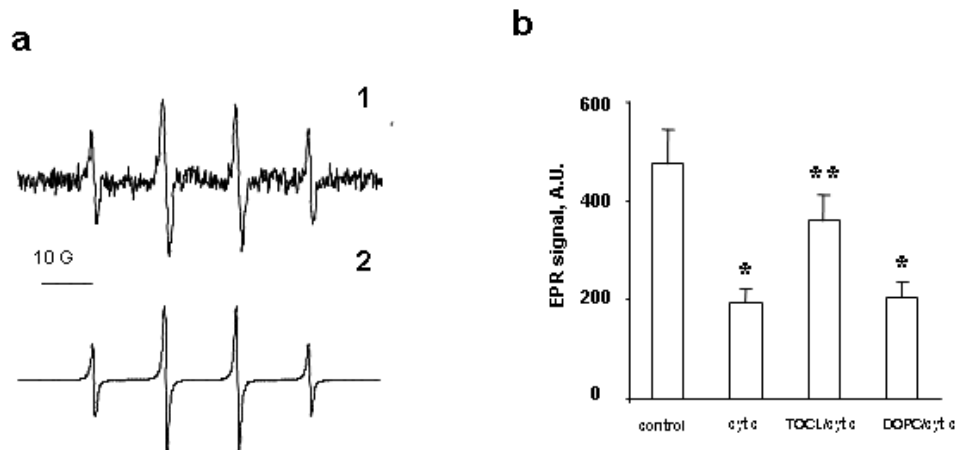 a
b
1
10 G
2
EPR signal, A.U.
600
400
200
0
*
**
*
control
cyt c
TOCL/cyt c
DOPC/cyt c